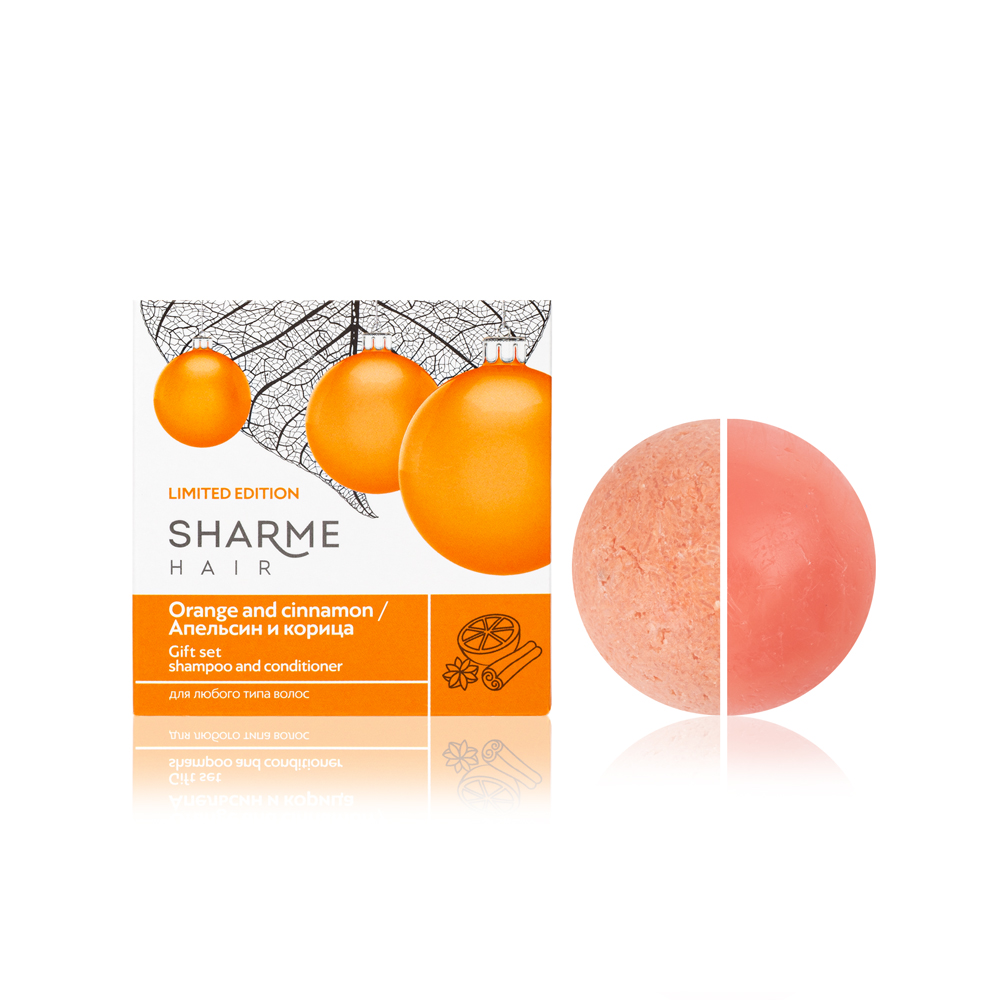 LIMITED EDITION
SHARME
HAIR
Orange and cinnamon /
Апельсин и корица
Gift set
shampoo and conditioner
для любого типа волос